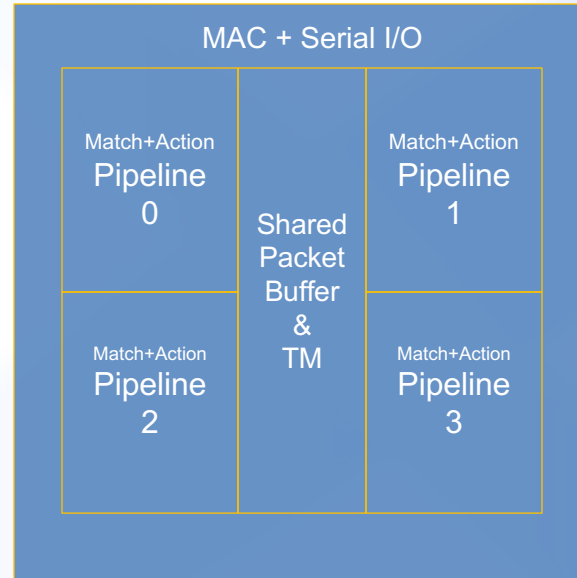 MAC + Serial I/O
Match+Action
Pipeline
0
Match+Action
Pipeline
1
Shared
Packet
Buffer
&
TM
Match+Action
Pipeline
2
Match+Action
Pipeline
3